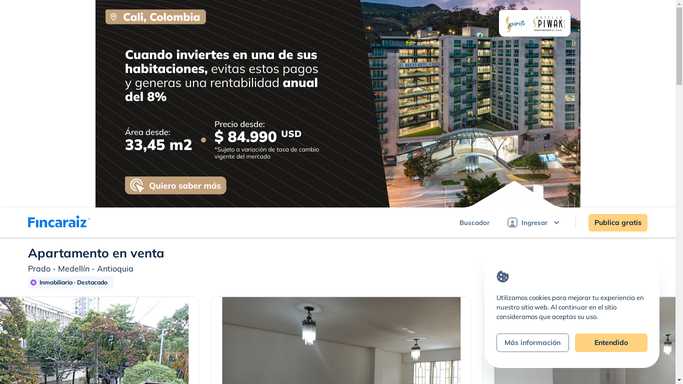 Cali, Colombia
Cuando inviertes en una de sus
habitaciones, evitas estos pagos
y generas una rentabilidad anual
del 8%
Área desde:
33,45 m2
Precio desde:
$ 84.990 USD
*Sujeto a variación de tasa de cambio
vigente del mercado
Quiero saber más
Spirito
PIWAK
Fincaraiz
Buscador
Ingresar
Publica gratis
Apartamento en venta
Prado - Medellín - Antioquia
Inmobiliaria - Destacado
Utilizamos cookies para mejorar tu experiencia en
nuestro sitio web. Al continuar en el sitio
consideramos que aceptas su uso.
Más información
Entendido